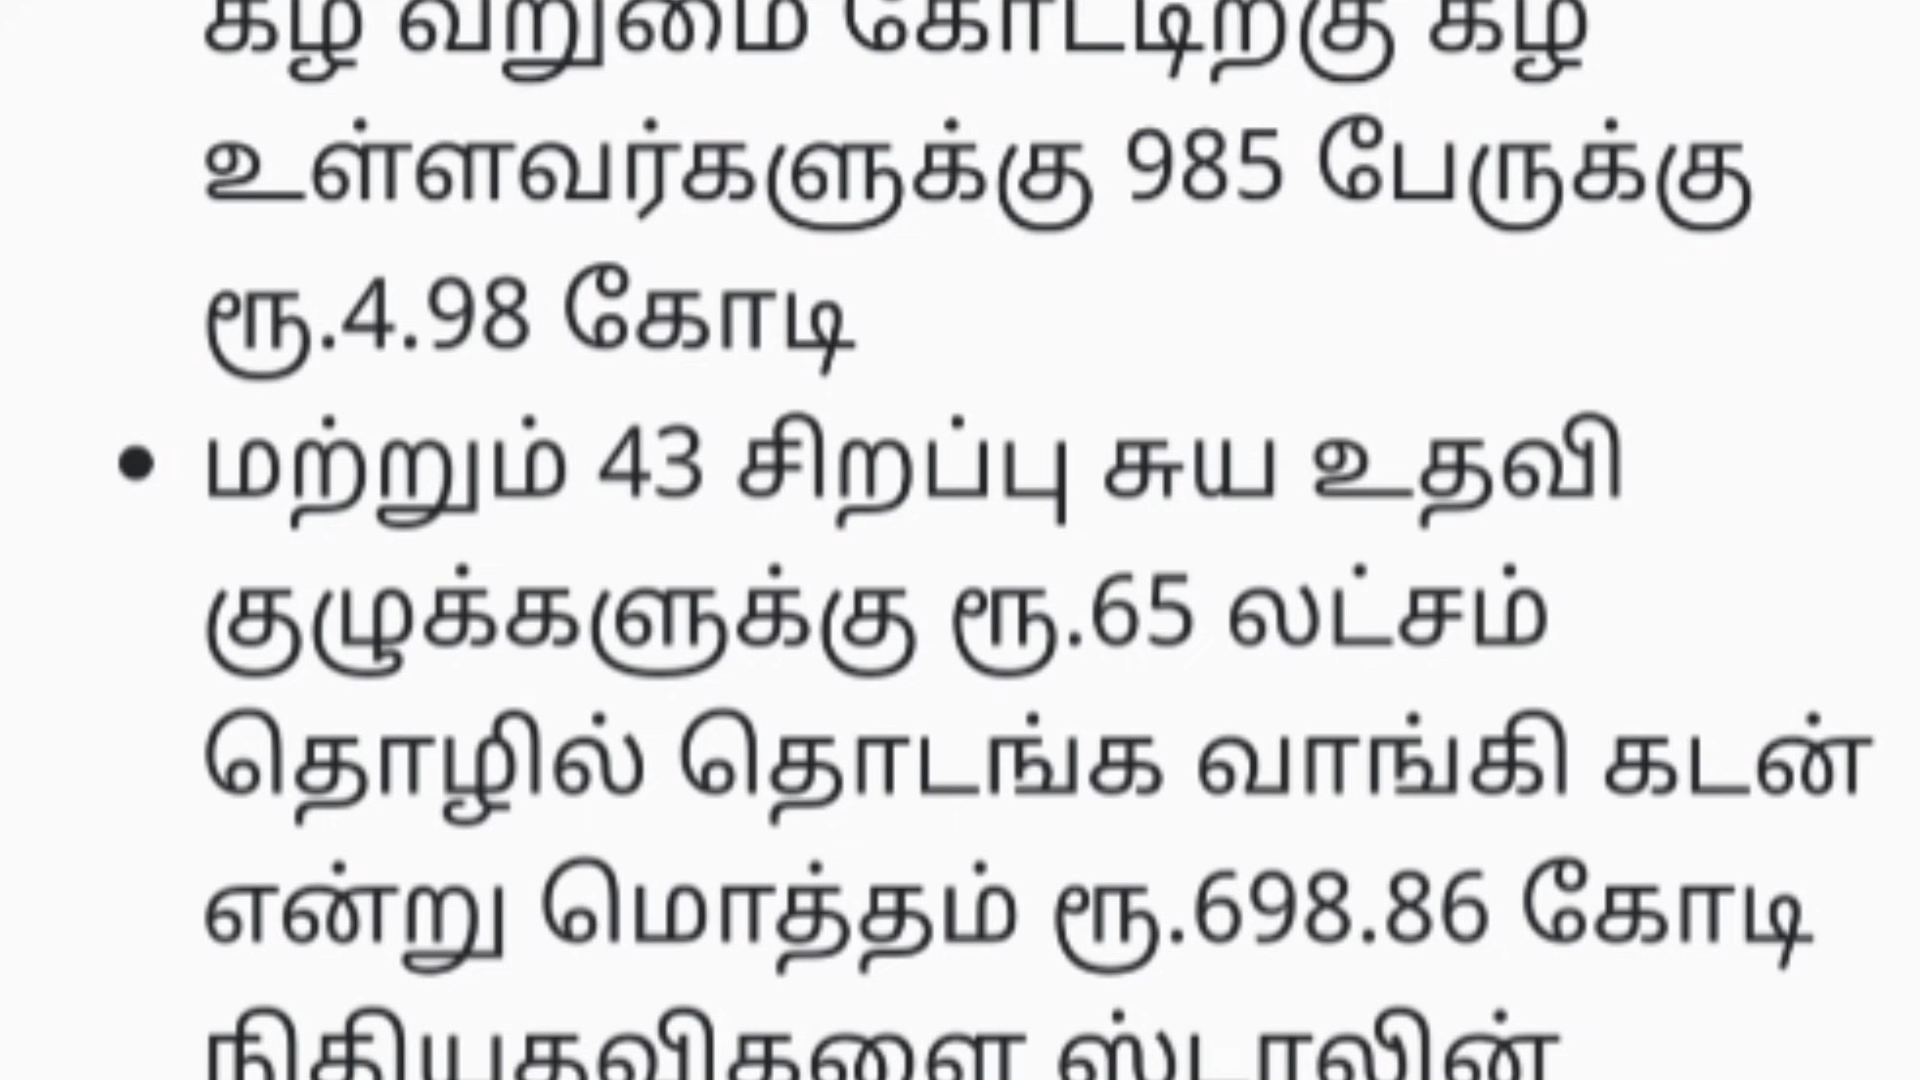 கீழ் வறுமை கோட்டிற்கு கீழ்
உள்ளவர்களுக்கு 985 பேருக்கு
ரூ.4.98 கோடி
• மற்றும் 43 சிறப்பு சுய உதவி
குழுக்களுக்கு ரூ.65 லட்சம்
தொழில் தொடங்க வாங்கி கடன்
என்று மொத்தம் ரூ.698.86 கோடி
ஸ்டாலின்